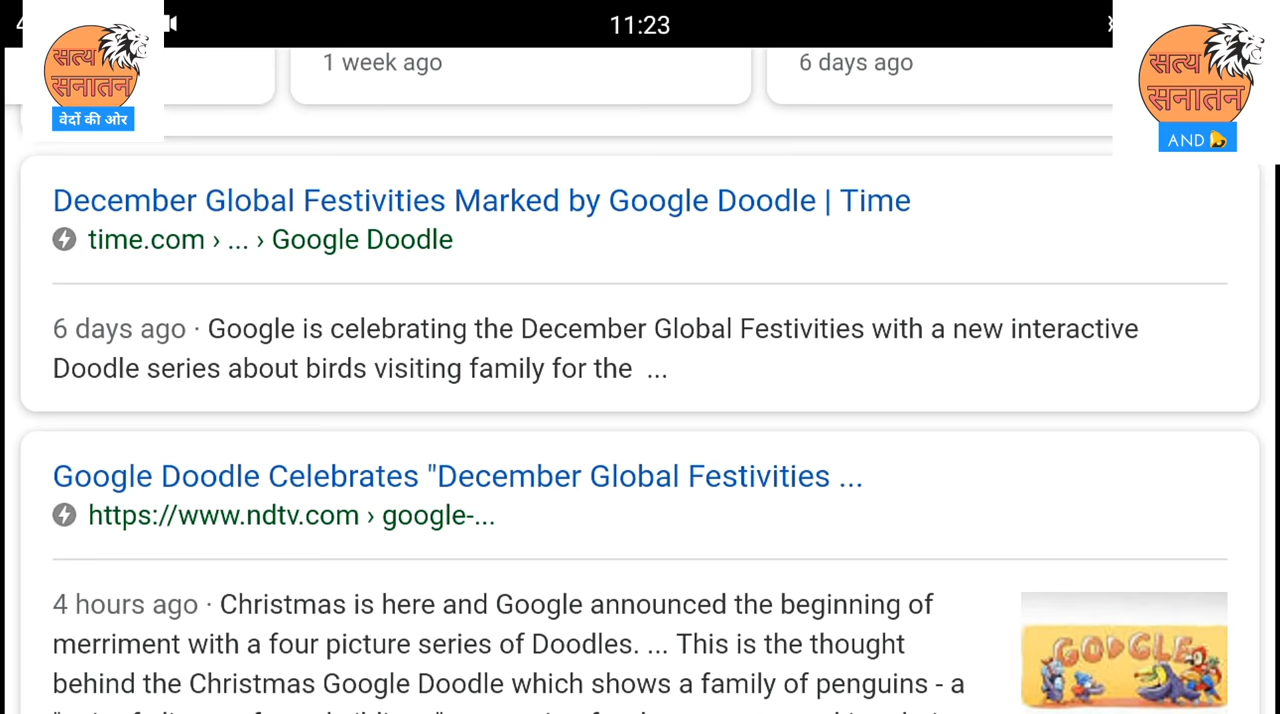 11:23
सत्य
सनातन
वेदों की ओर
सत्य
सनातन
AND
1 week ago
6 days ago
December Global Festivities Marked by Google Doodle | Time
time.com › ... › Google Doodle
6 days ago · Google is celebrating the December Global Festivities with a new interactive
Doodle series about birds visiting family for the ...
Google Doodle Celebrates "December Global Festivities ...
https://www.ndtv.com › google-...
4 hours ago · Christmas is here and Google announced the beginning of
merriment with a four picture series of Doodles. ... This is the thought
behind the Christmas Google Doodle which shows a family of penguins - a
GOOGLE